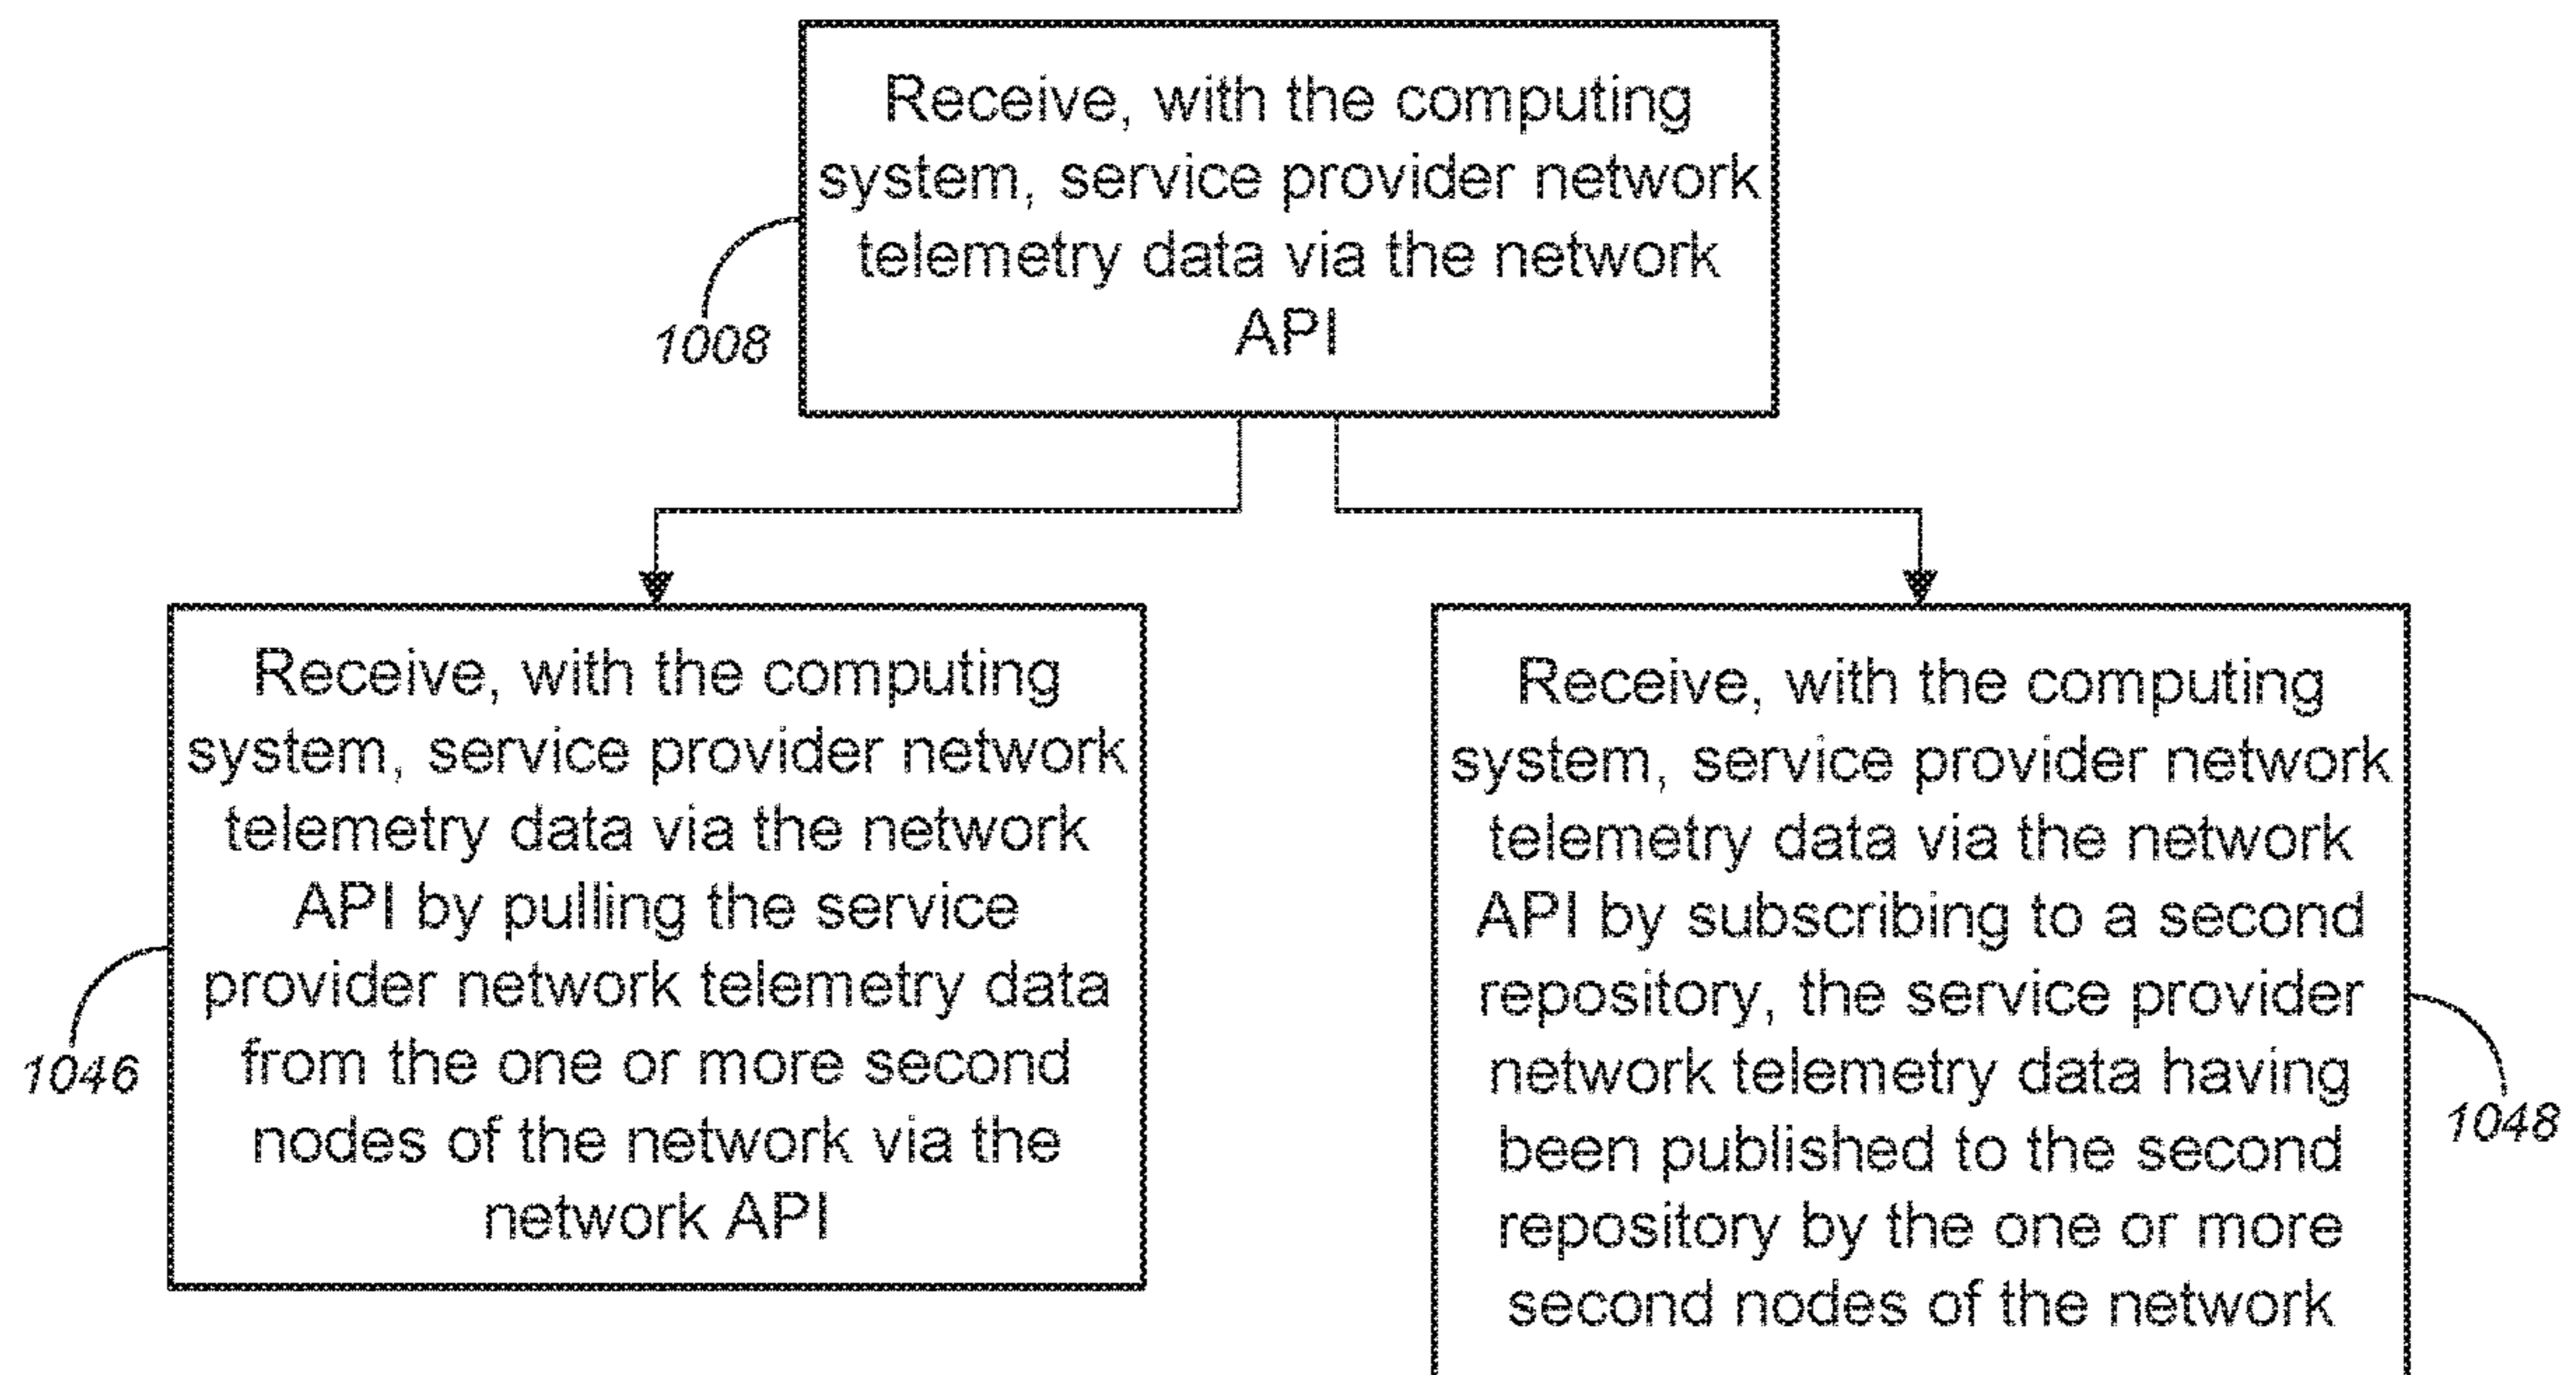 Receive, with the computing
system, service provider network
telemetry data via the network
API
1008
Receive, with the computing
system, service provider network
telemetry data via the network
API by pulling the service
provider network telemetry data
from the one or more second
nodes of the network via the
network API
1046
Receive, with the computing
system, service provider network
telemetry data via the network
API by subscribing to a second
repository, the service provider
network telemetry data having
been published to the second
repository by the one or more
second nodes of the network
1048